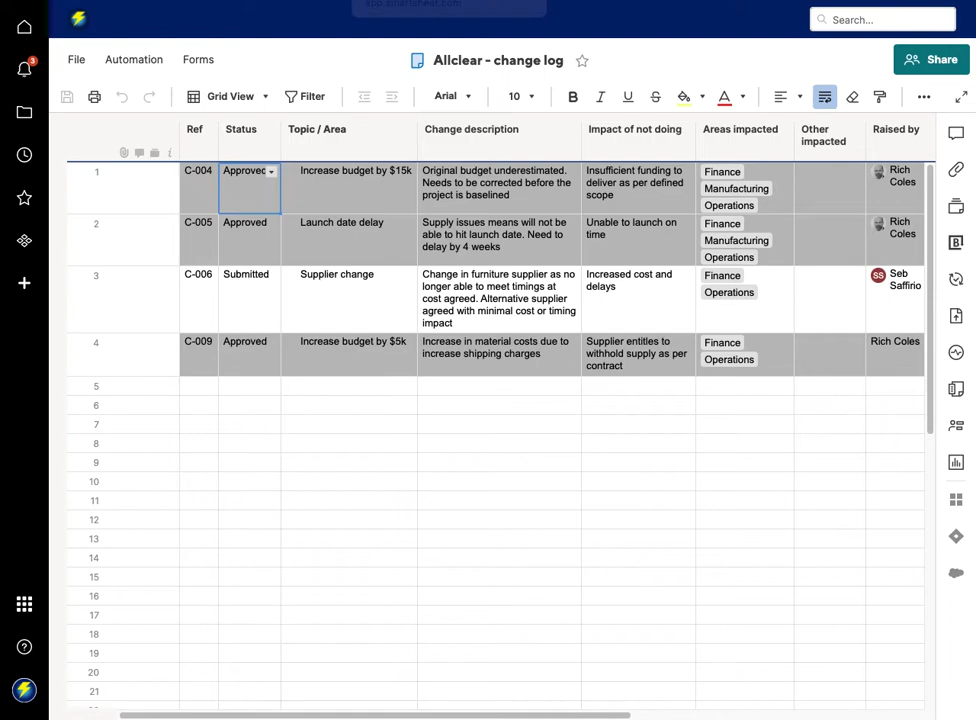 app.smartsheet.com
Search...
3
File
Automation
Forms
Allclear - change log
Share
Grid View
Filter
Arial
10
B
I
U
S
A
Ref
Status
Topic / Area
Change description
Impact of not doing
Areas impacted
Other
impacted
Raised by
1
C-004
Approved
Increase budget by $15k
Original budget underestimated.
Needs to be corrected before the
project is baselined
Insufficient funding to
deliver as per defined
scope
Finance
Manufacturing
Operations
Rich
Coles
2
C-005
Approved
Launch date delay
Supply issues means will not be
able to hit launch date. Need to
delay by 4 weeks
Unable to launch on
time
Finance
Manufacturing
Operations
Rich
Coles
3
C-006
Submitted
Supplier change
Change in furniture supplier as no
longer able to meet timings at
cost agreed. Alternative supplier
agreed with minimal cost or timing
impact
Increased cost and
delays
Finance
Operations
SS
Seb
Saffirio
4
C-009
Approved
Increase budget by $5k
Increase in material costs due to
increase shipping charges
Supplier entities to
withhold supply as per
contract
Finance
Operations
Rich Coles
5
6
7
8
9
10
11
12
13
14
15
16
17
18
19
20
21